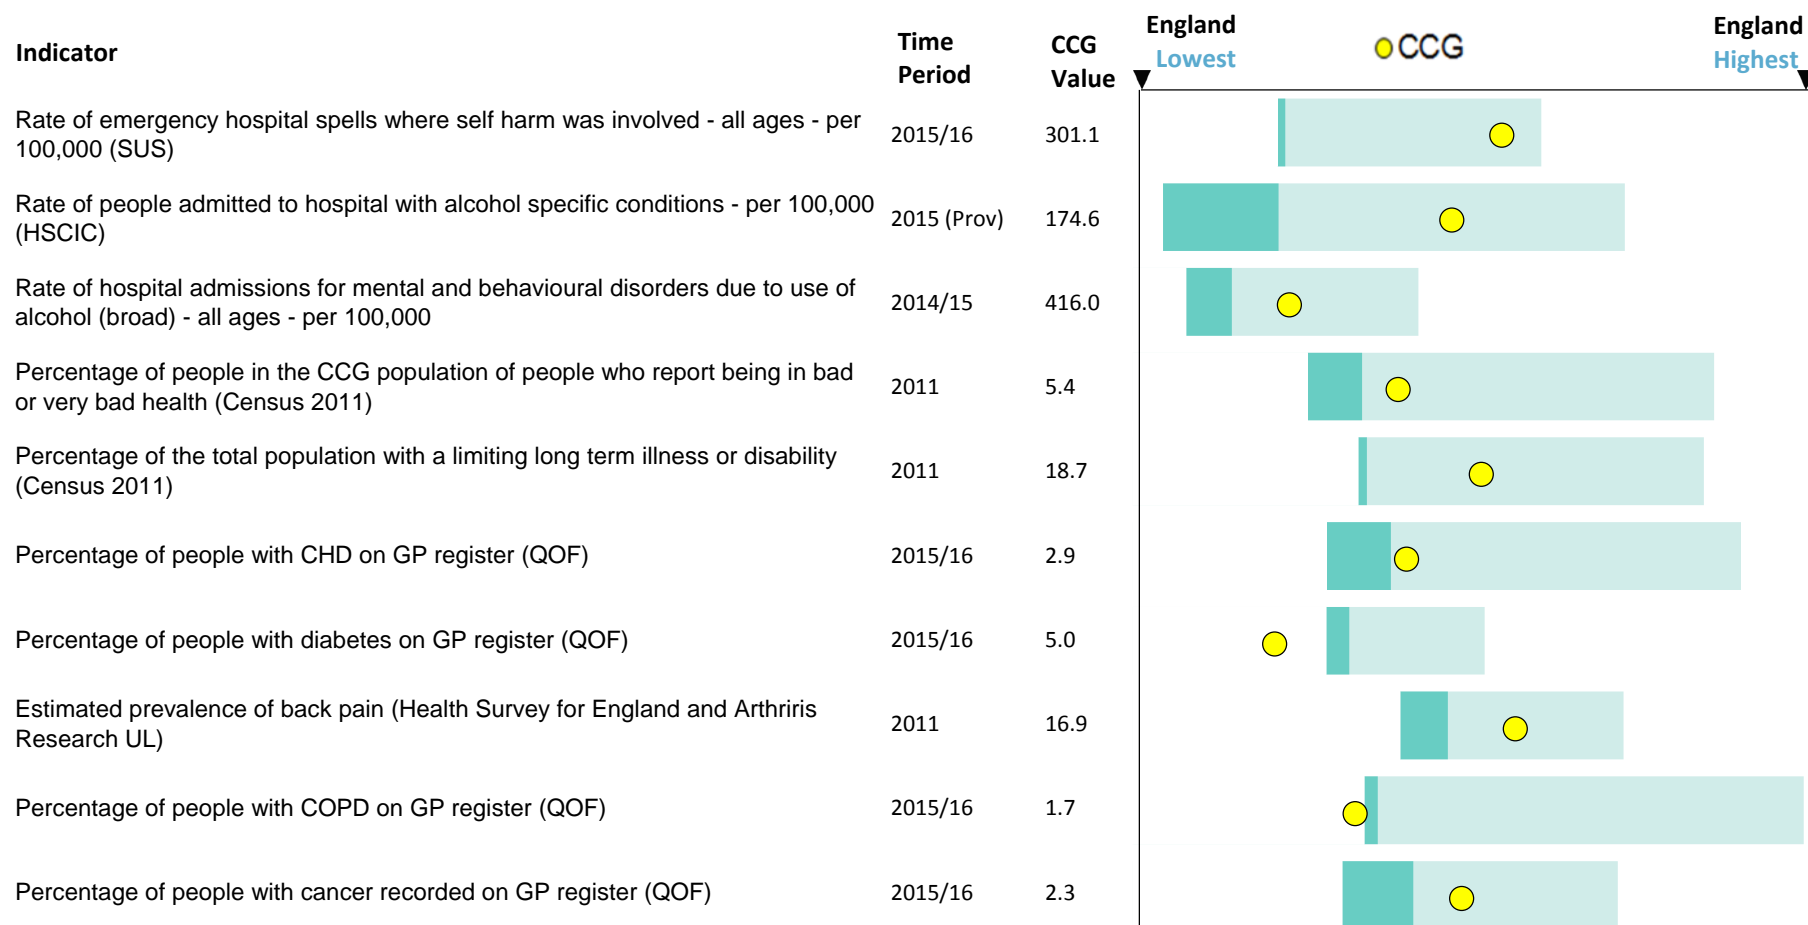 Indicator
Time
Period
CCG
Value
England
Lowest
CCG
England
Highest
Rate of emergency hospital spells where self harm was involved - all ages - per
100,000 (SUS)
2015/16
301.1
Rate of people admitted to hospital with alcohol specific conditions - per 100,000
(HSCIC)
2015 (Prov)
174.6
Rate of hospital admissions for mental and behavioural disorders due to use of
alcohol (broad) - all ages - per 100,000
2014/15
416.0
Percentage of people in the CCG population of people who report being in bad
or very bad health (Census 2011)
2011
5.4
Percentage of the total population with a limiting long term illness or disability
(Census 2011)
2011
18.7
Percentage of people with CHD on GP register (QOF)
2015/16
2.9
Percentage of people with diabetes on GP register (QOF)
2015/16
5.0
Estimated prevalence of back pain (Health Survey for England and Arthriris
Research UL)
2011
16.9
Percentage of people with COPD on GP register (QOF)
2015/16
1.7
Percentage of people with cancer recorded on GP register (QOF)
2015/16
2.3